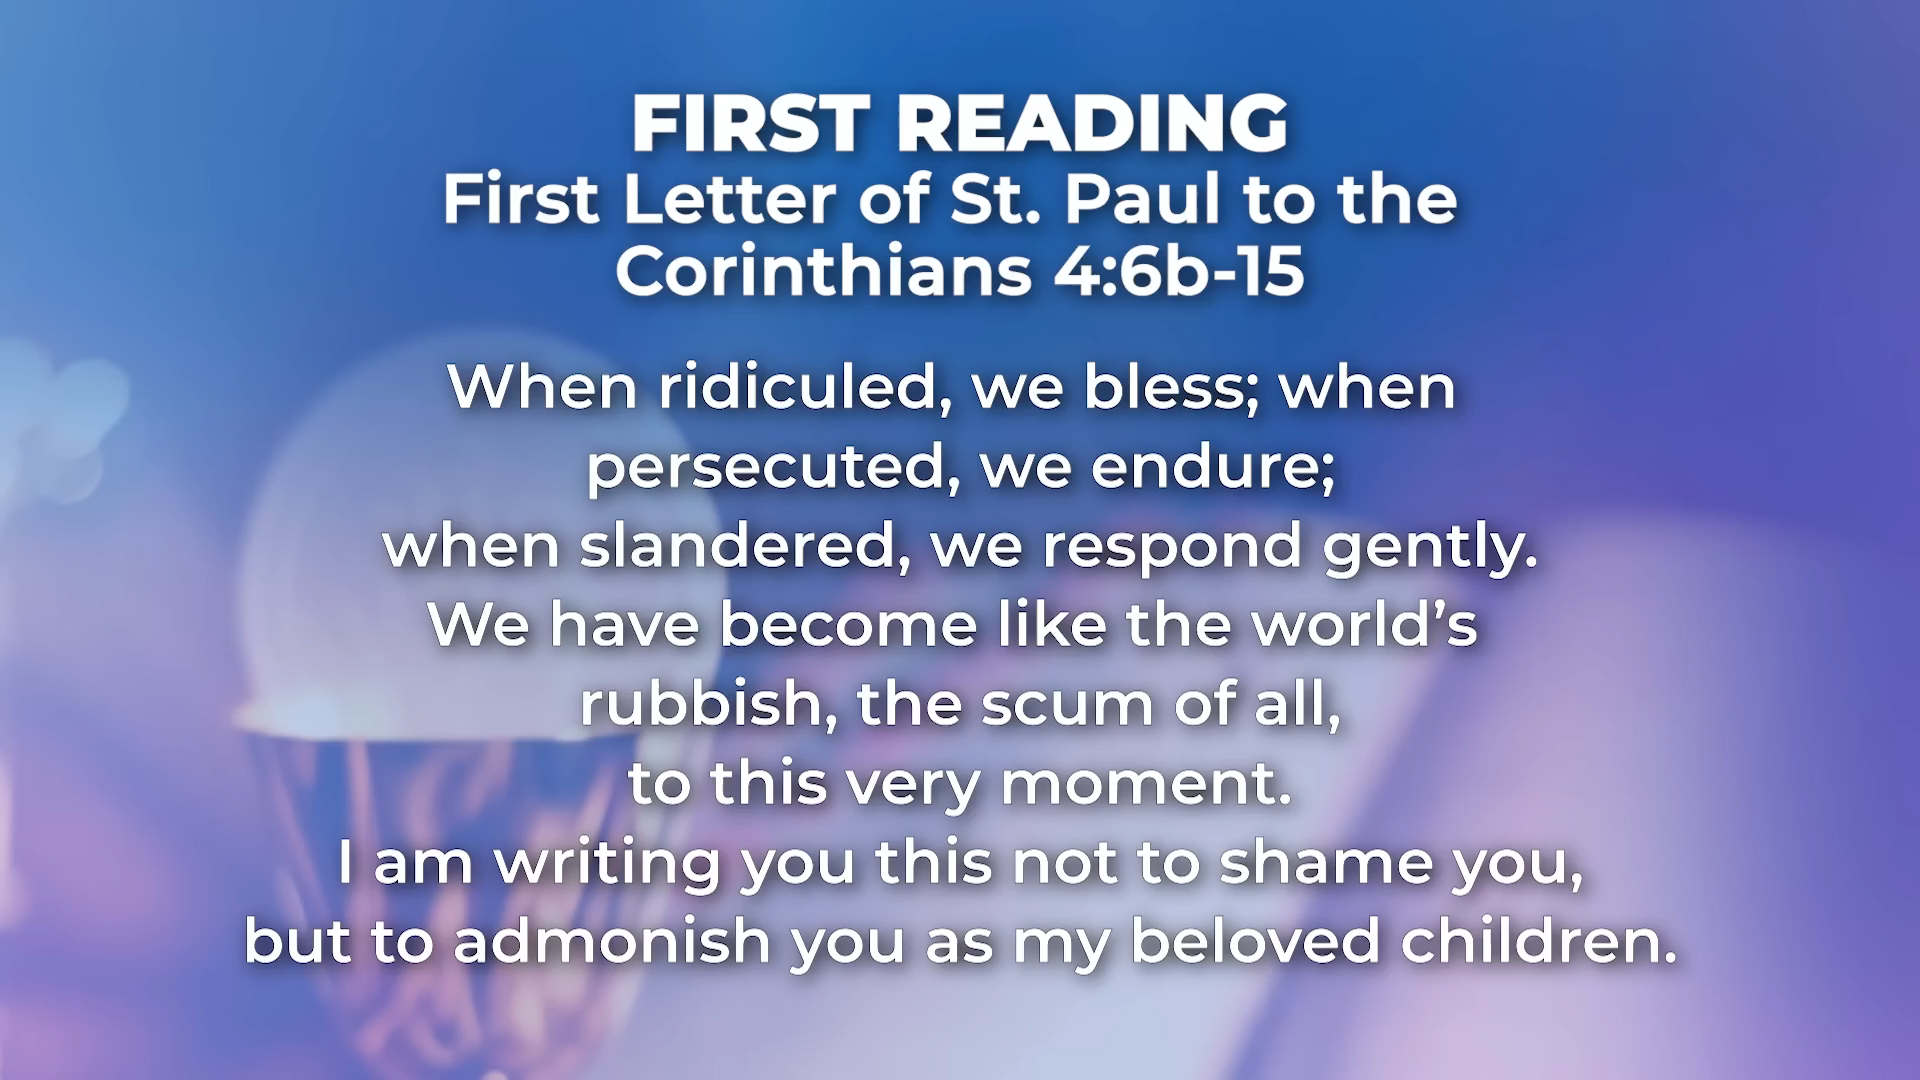 FIRST READING
First Letter of St. Paul to the
Corinthians 4:6b-15
When ridiculed, we bless; when
persecuted, we endure;
when slandered, we respond gently.
We have become like the world’s
rubbish, the scum of all,
to this very moment.
I am writing you this not to shame you,
but to admonish you as my beloved children.